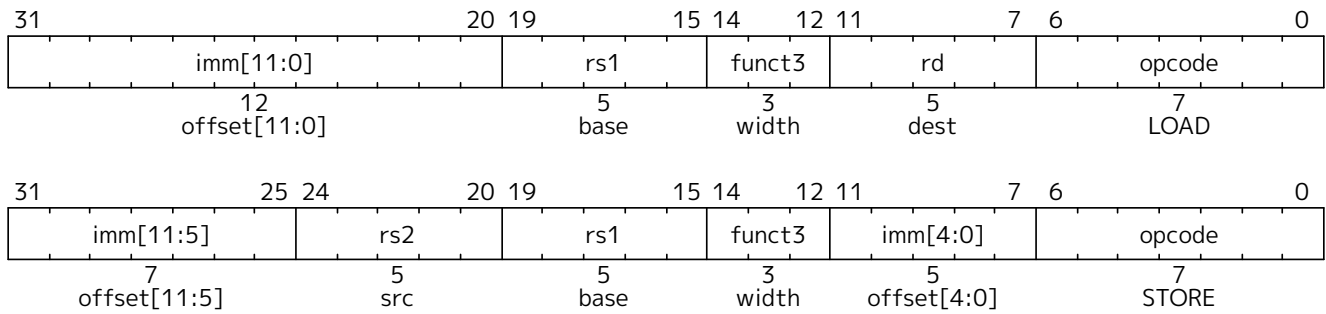 31 20 19 15 14 12 11 7 6 0
imm[11:0] rs1 funct3 rd opcode
12 5 3 5 7
offset[11:0] base width dest LOAD
31 25 24 20 19 15 14 12 11 7 6 0
imm[11:5] rs2 rs1 funct3 imm[4:0] opcode
7 5 5 3 5 7
offset[11:5] src base width offset[4:0] STORE